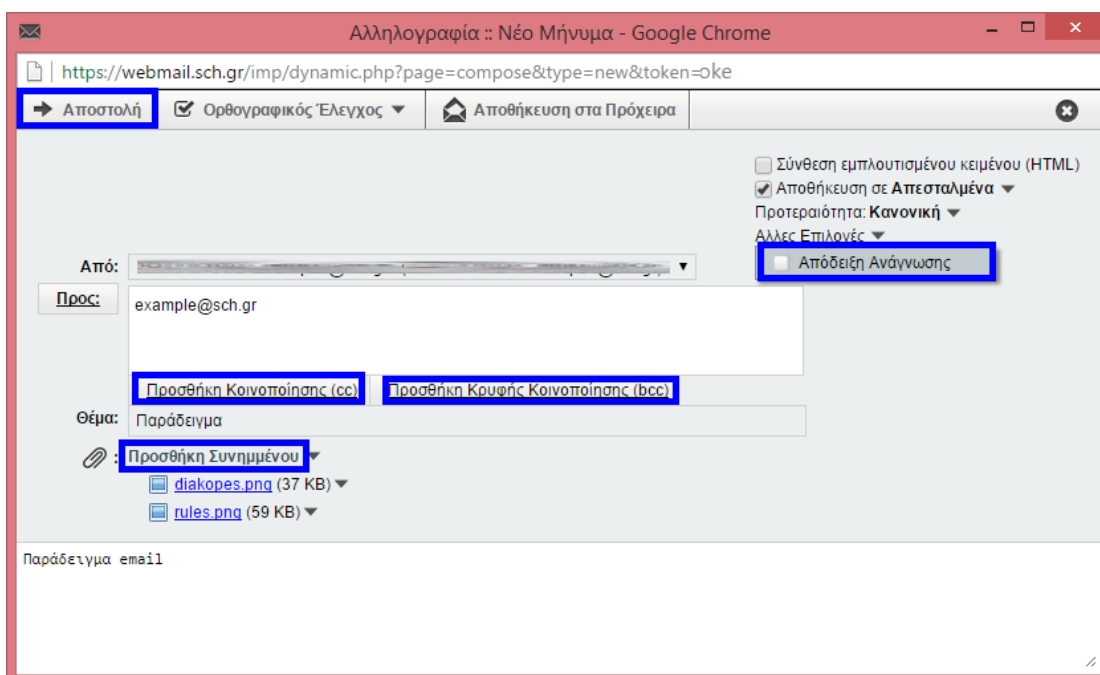 Αλληλογραφία :: Νέο Μήνυμα - Google Chrome
https://webmail.sch.gr/imp/dynamic.php?page=compose&type=new&token=oke
Αποστολή Ορθογραφικός Έλεγχος Αποθήκευση στα Πρόχειρα
Σύνθεση εμπλουτισμένου κειμένου (HTML)
Αποθήκευση σε Απεσταλμένα
Προτεραιότητα: Κανονική
Αλλες Επιλογές
Από: Απόδειξη Ανάγνωσης
Προς: example@sch.gr
Προσθήκη Κοινοποίησης (cc) Προσθήκη Κρυφής Κοινοποίησης (bcc)
Θέμα: Παράδειγμα
: Προσθήκη Συνημμένου
diakopes.png (37 KB)
rules.png (59 KB)
Παράδειγμα email